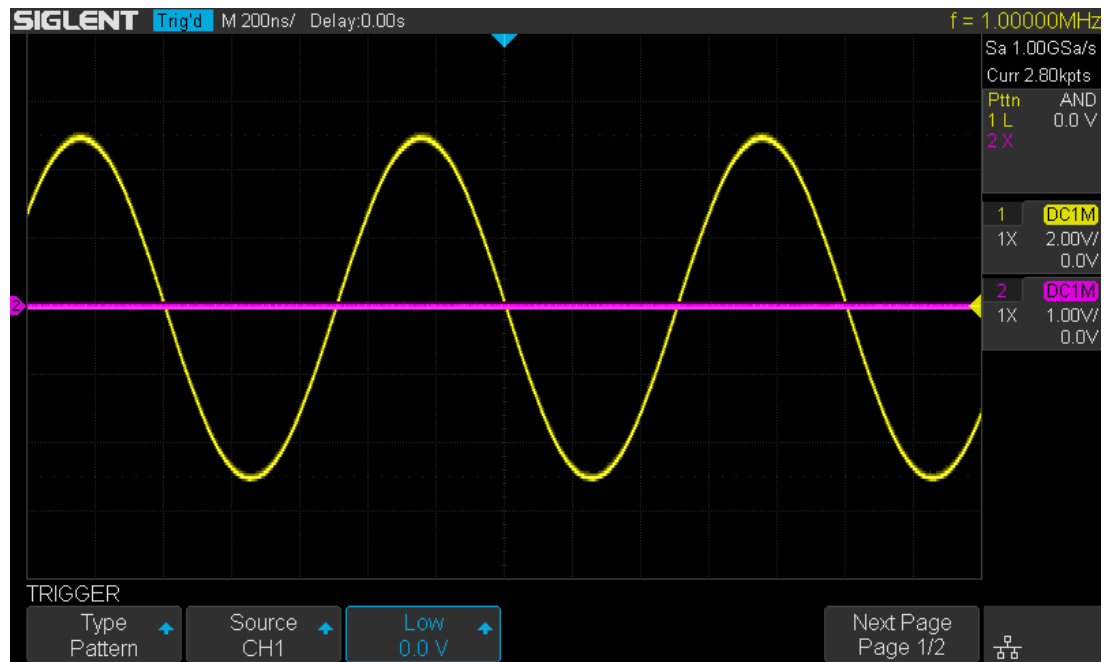 SIGLENT Trig'd M 200ns/ Delay:0.00s f = 1.00000MHz
Sa 1.00GSa/s
Curr 2.80kpts
Pttn AND
1 L 0.0 V
2 X
1 DC1M
1X 2.00V/
0.0V
2 DC1M
1X 1.00V/
0.0V
2
TRIGGER
Type Source Low Next Page
Pattern CH1 0.0 V Page 1/2